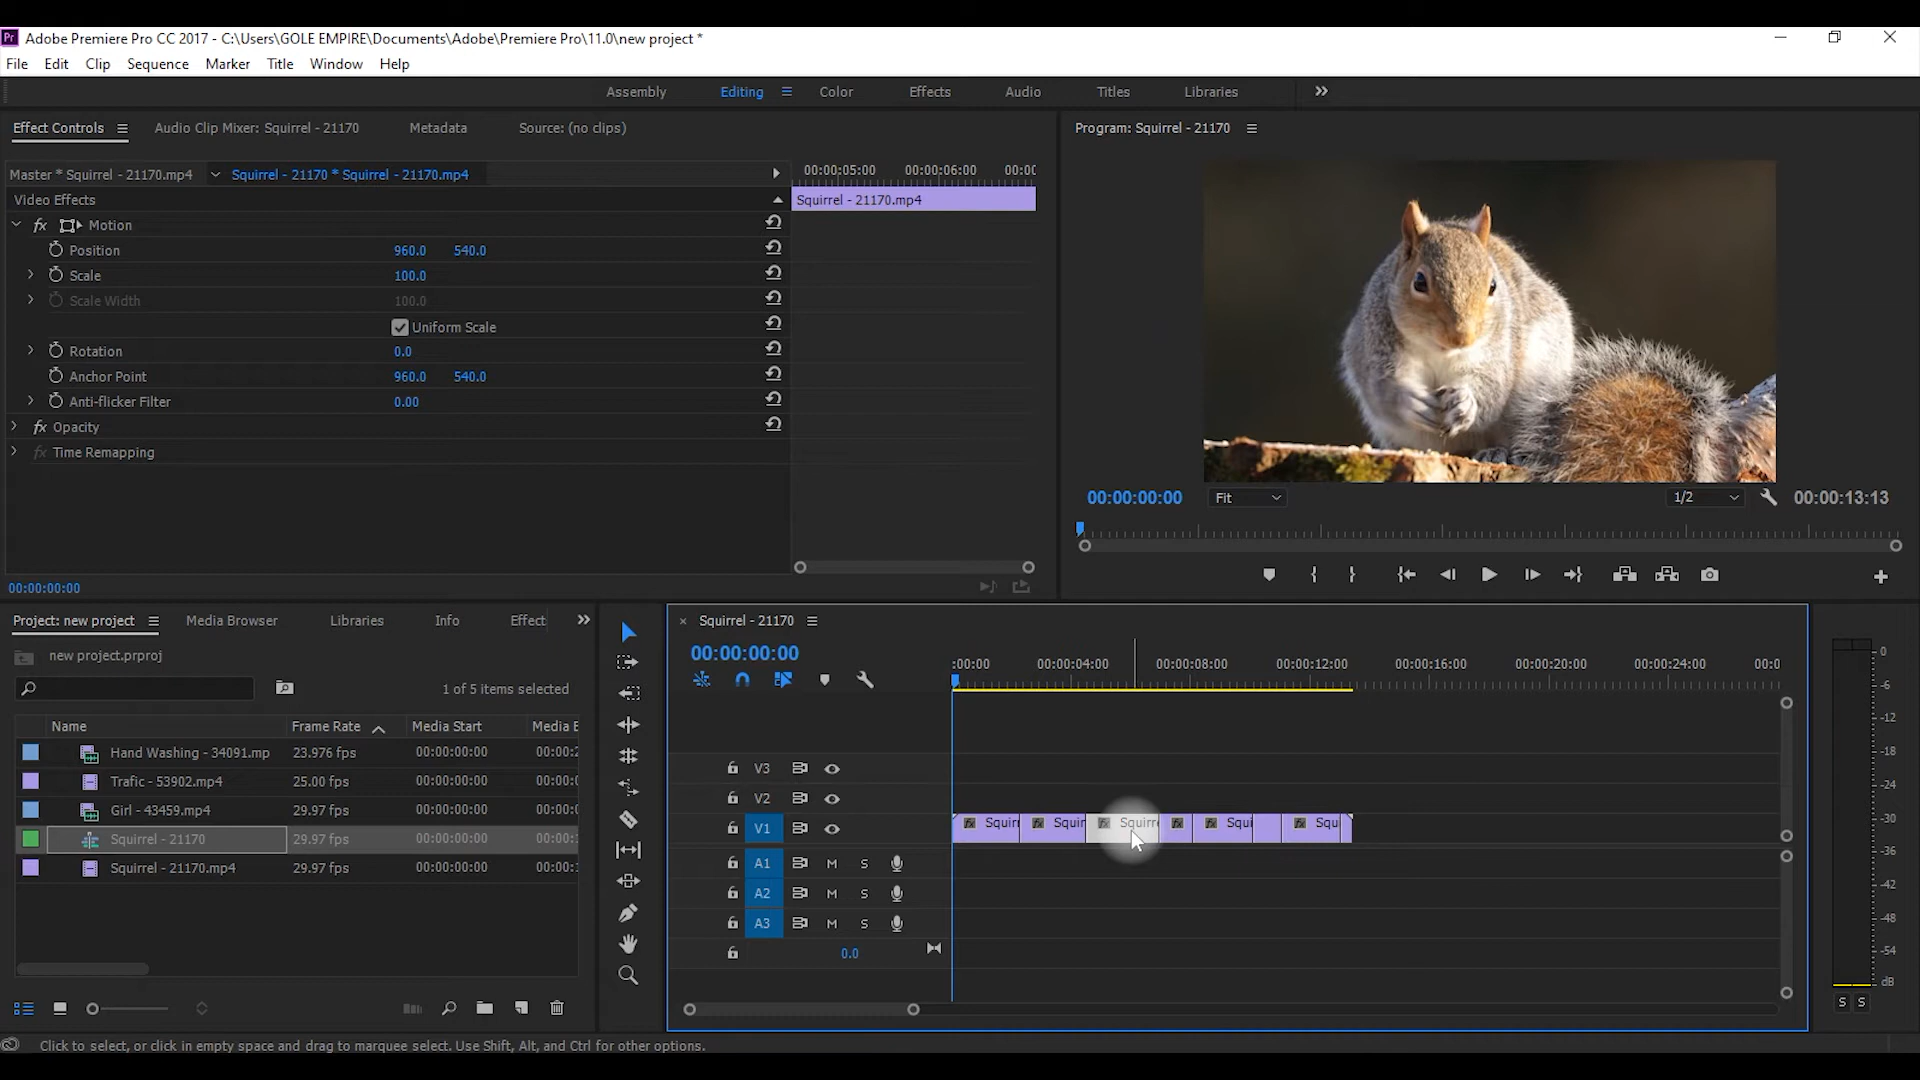 Pr Adobe Premiere Pro CC 2017 - C:\Users\GOLE EMPIRE\Documents\Adobe\Premiere Pro\11.0\new project *
File Edit Clip Sequence Marker Title Window Help
Assembly Editing Color Effects Audio Titles Libraries
Effect Controls Audio Clip Mixer: Squirrel - 21170 Metadata Source: (no clips)
Program: Squirrel - 21170
Master * Squirrel - 21170.mp4 Squirrel - 21170 * Squirrel - 21170.mp4
00:00:05:00 00:00:06:00 00:00
Video Effects
Squirrel - 21170.mp4
fx Motion
Position 960.0 540.0
Scale 100.0
Scale Width 100.0
Uniform Scale
Rotation 0.0
Anchor Point 960.0 540.0
Anti-flicker Filter 0.00
fx Opacity
fx Time Remapping
00:00:00:00
00:00:00:00 Fit 1/2 00:00:13:13
Project: new project Media Browser Libraries Info Effect
new project.prproj
1 of 5 items selected
Name Frame Rate Media Start Media E
Hand Washing - 34091.mp 23.976 fps 00:00:00:00 00:00:2
Trafic - 53902.mp4 25.00 fps 00:00:00:00 00:00:
Girl - 43459.mp4 29.97 fps 00:00:00:00 00:00:
Squirrel - 21170 29.97 fps 00:00:00:00 00:00:
Squirrel - 21170.mp4 29.97 fps 00:00:00:00 00:00:
Squirrel - 21170
00:00:00:00
:00:00 00:00:04:00 00:00:08:00 00:00:12:00 00:00:16:00 00:00:20:00 00:00:24:00 00:0
V3
V2
V1 fx Squirr fx Squir fx Squirre fx fx Squi fx Squ
A1 M S
A2 M S
A3 M S
0.0
0
-6
-12
-18
-24
-30
-36
-42
-48
-54
dB
S S
Click to select, or click in empty space and drag to marquee select. Use Shift, Alt, and Ctrl for other options.